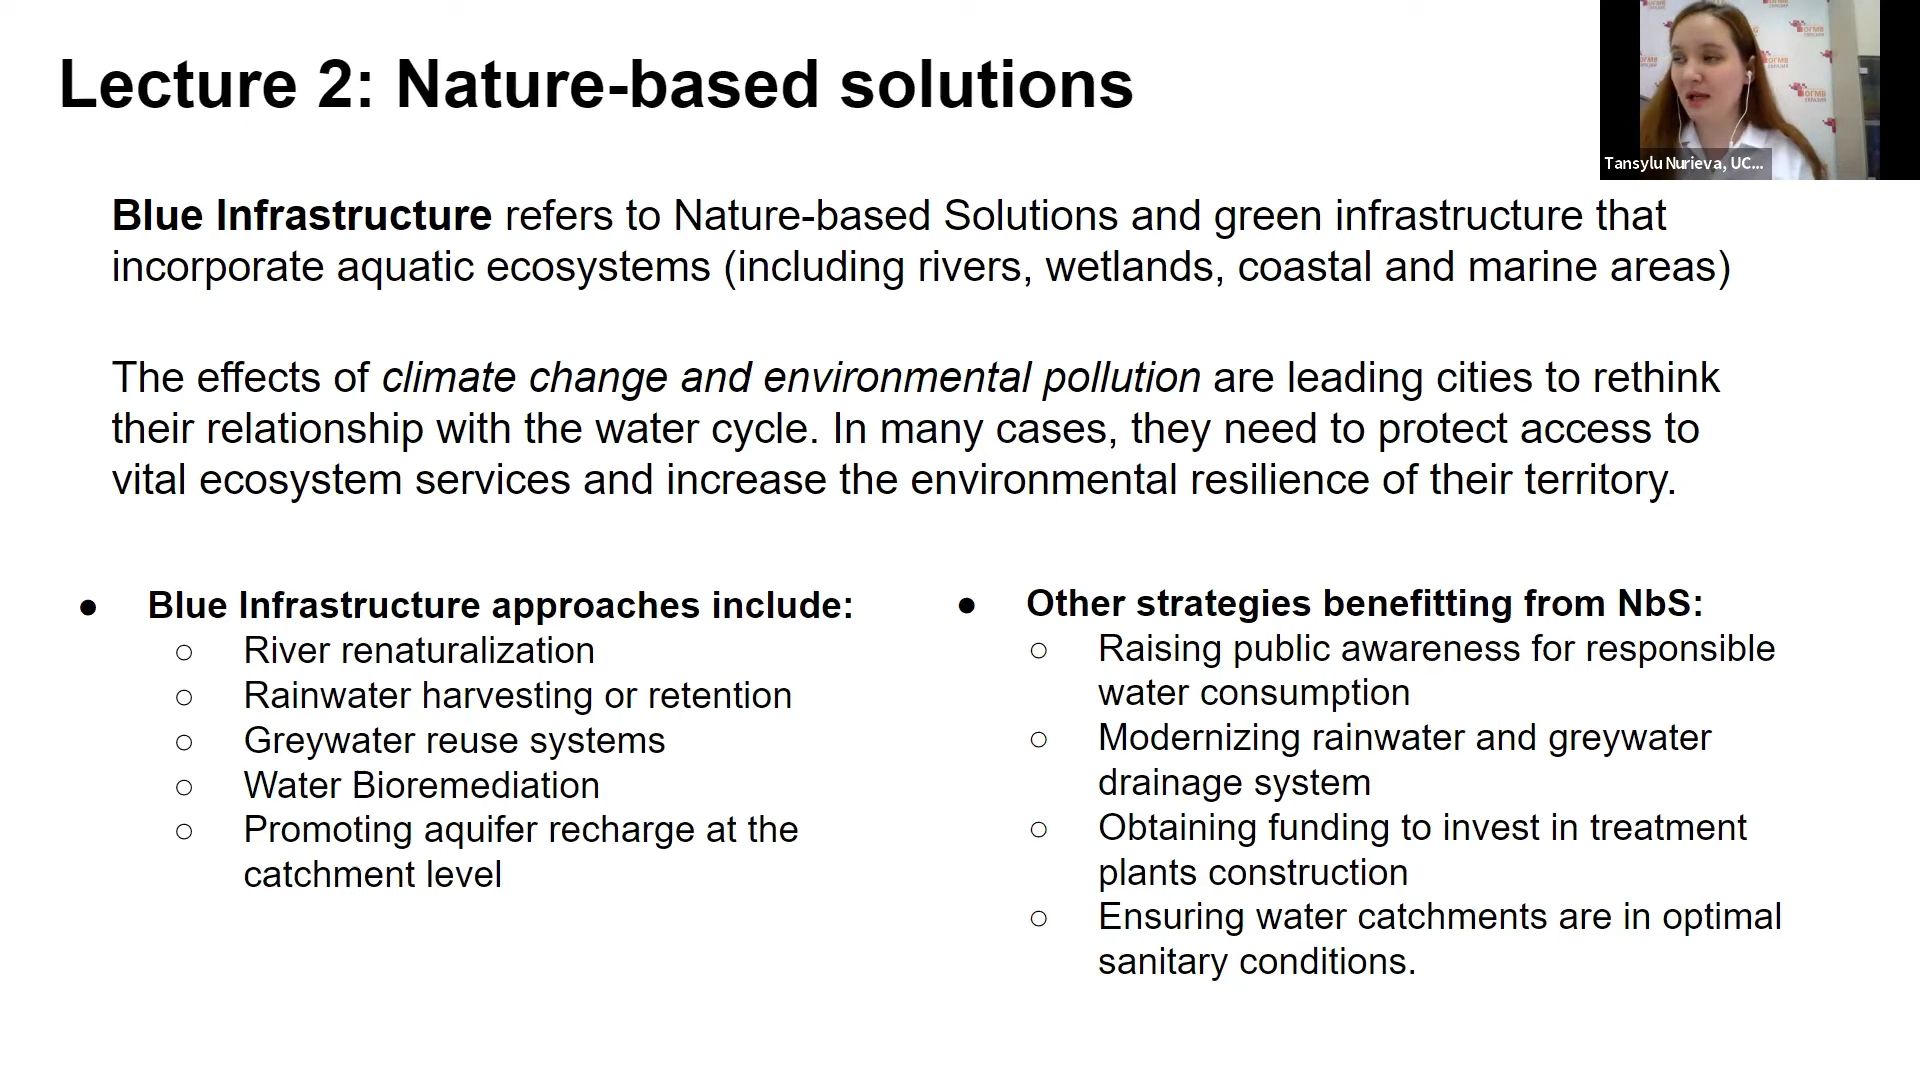 Lecture 2: Nature-based solutions
ОГМВ
ЕВРАЗИЯ
Tansylu Nurieva, UC...
Blue Infrastructure refers to Nature-based Solutions and green infrastructure that
incorporate aquatic ecosystems (including rivers, wetlands, coastal and marine areas)
The effects of climate change and environmental pollution are leading cities to rethink
their relationship with the water cycle. In many cases, they need to protect access to
vital ecosystem services and increase the environmental resilience of their territory.
● Blue Infrastructure approaches include:
○ River renaturalization
○ Rainwater harvesting or retention
○ Greywater reuse systems
○ Water Bioremediation
○ Promoting aquifer recharge at the
catchment level
● Other strategies benefitting from NbS:
○ Raising public awareness for responsible
water consumption
○ Modernizing rainwater and greywater
drainage system
○ Obtaining funding to invest in treatment
plants construction
○ Ensuring water catchments are in optimal
sanitary conditions.